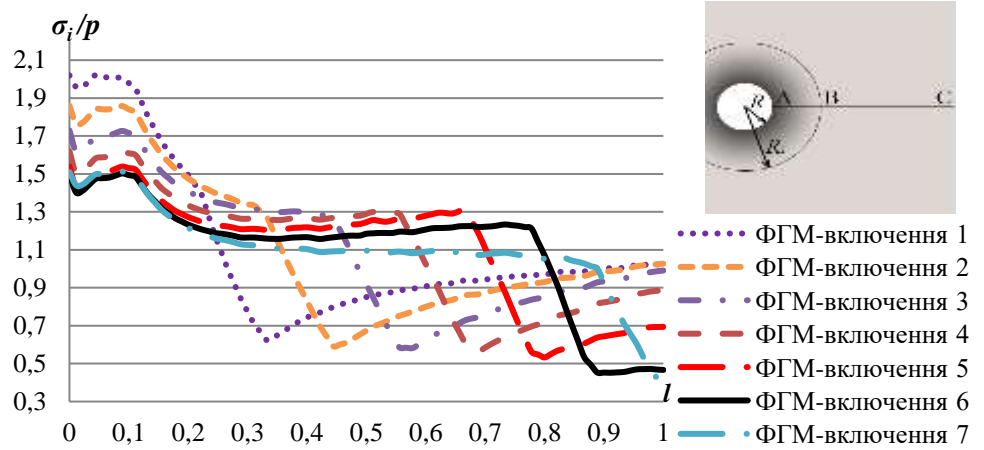 σi/p
2,1
1,9
1,7
1,5
1,3
1,1
0,9
0,7
0,5
0,3
0 0,1 0,2 0,3 0,4 0,5 0,6 0,7 0,8 0,9 1
l
R A B C
R
ФГМ-включення 1
ФГМ-включення 2
ФГМ-включення 3
ФГМ-включення 4
ФГМ-включення 5
ФГМ-включення 6
ФГМ-включення 7